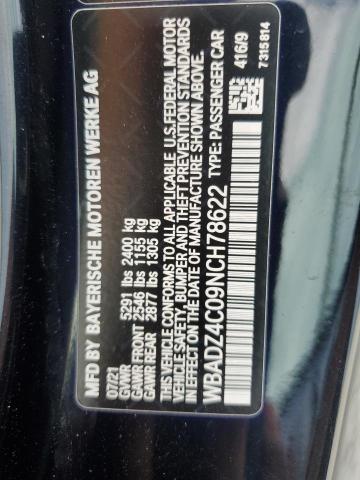 MFD BY BAYERISCHE MOTOREN WERKE AG
07/21
GVWR 5291 lbs 2400 kg
GAWR FRONT 2546 lbs 1155 kg
GAWR REAR 2877 lbs 1305 kg
THIS VEHICLE CONFORMS TO ALL APPLICABLE U.S. FEDERAL MOTOR
VEHICLE SAFETY, BUMPER AND THEFT PREVENTION STANDARDS
IN EFFECT ON THE DATE OF MANUFACTURE SHOWN ABOVE.
WBADZ4C09NCH78622 TYPE: PASSENGER CAR
416/9
7 315 814